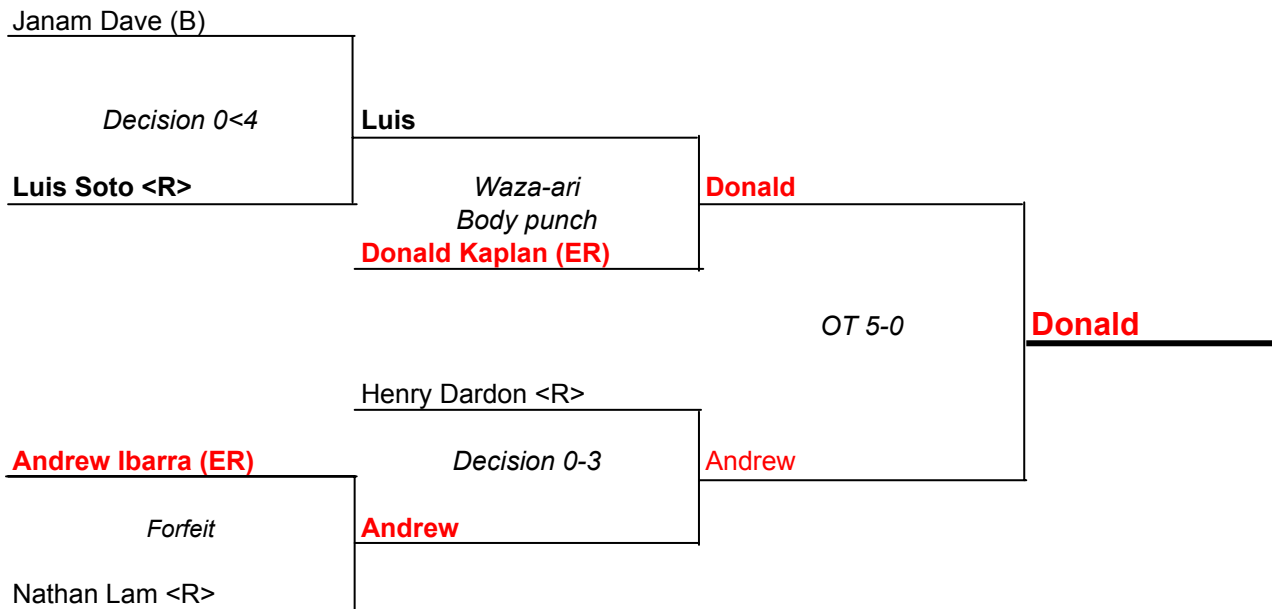 Janam Dave (B)
Decision 0<4
Luis
Luis Soto <R>
Waza-ari
Body punch
Donald
Donald Kaplan (ER)
OT 5-0
Donald
Henry Dardon <R>
Andrew Ibarra (ER)
Decision 0-3
Andrew
Forfeit
Andrew
Nathan Lam <R>